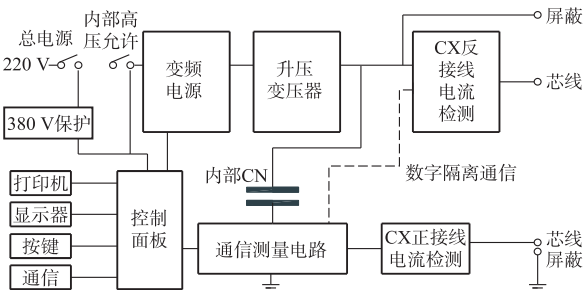 总电源
220 V
内部高
压允许
变频
电源
升压
变压器
CX反
接线
电流
检测
屏蔽
芯线
380 V保护
内部CN
数字隔离通信
打印机
显示器
按键
通信
控制
面板
通信测量电路
CX正接线
电流检测
芯线
屏蔽